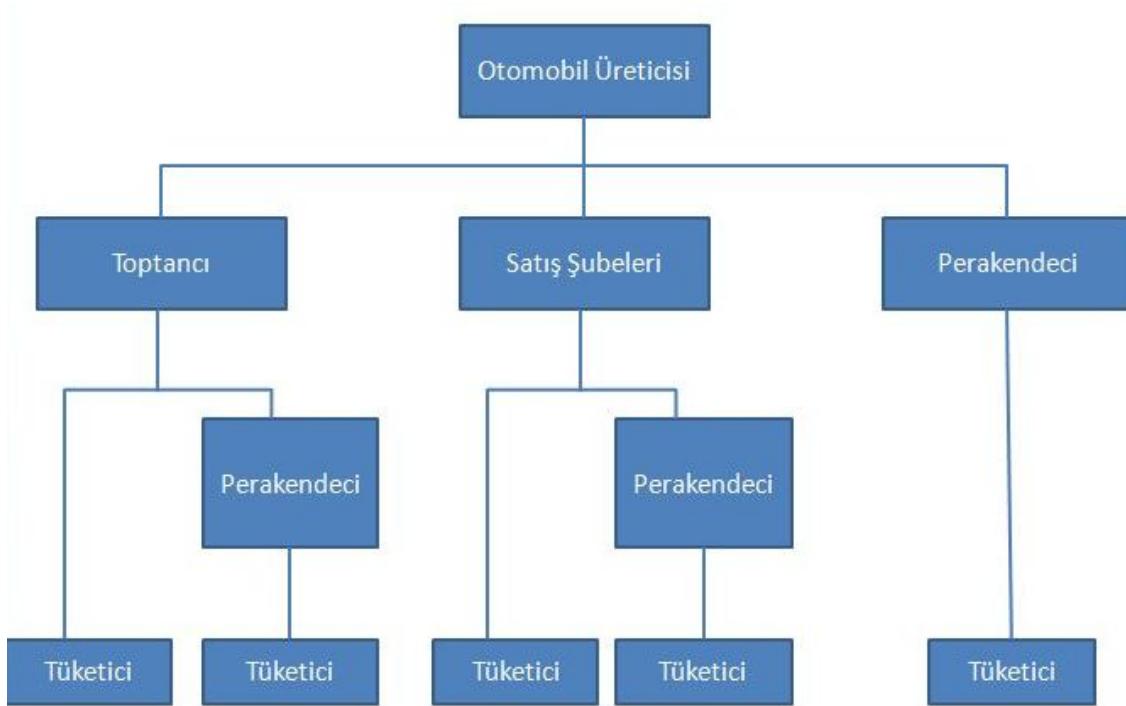 Otomobil Üreticisi
Toptancı
Satış Şubeleri
Perakendeci
Perakendeci
Perakendeci
Tüketici
Tüketici
Tüketici
Tüketici
Tüketici